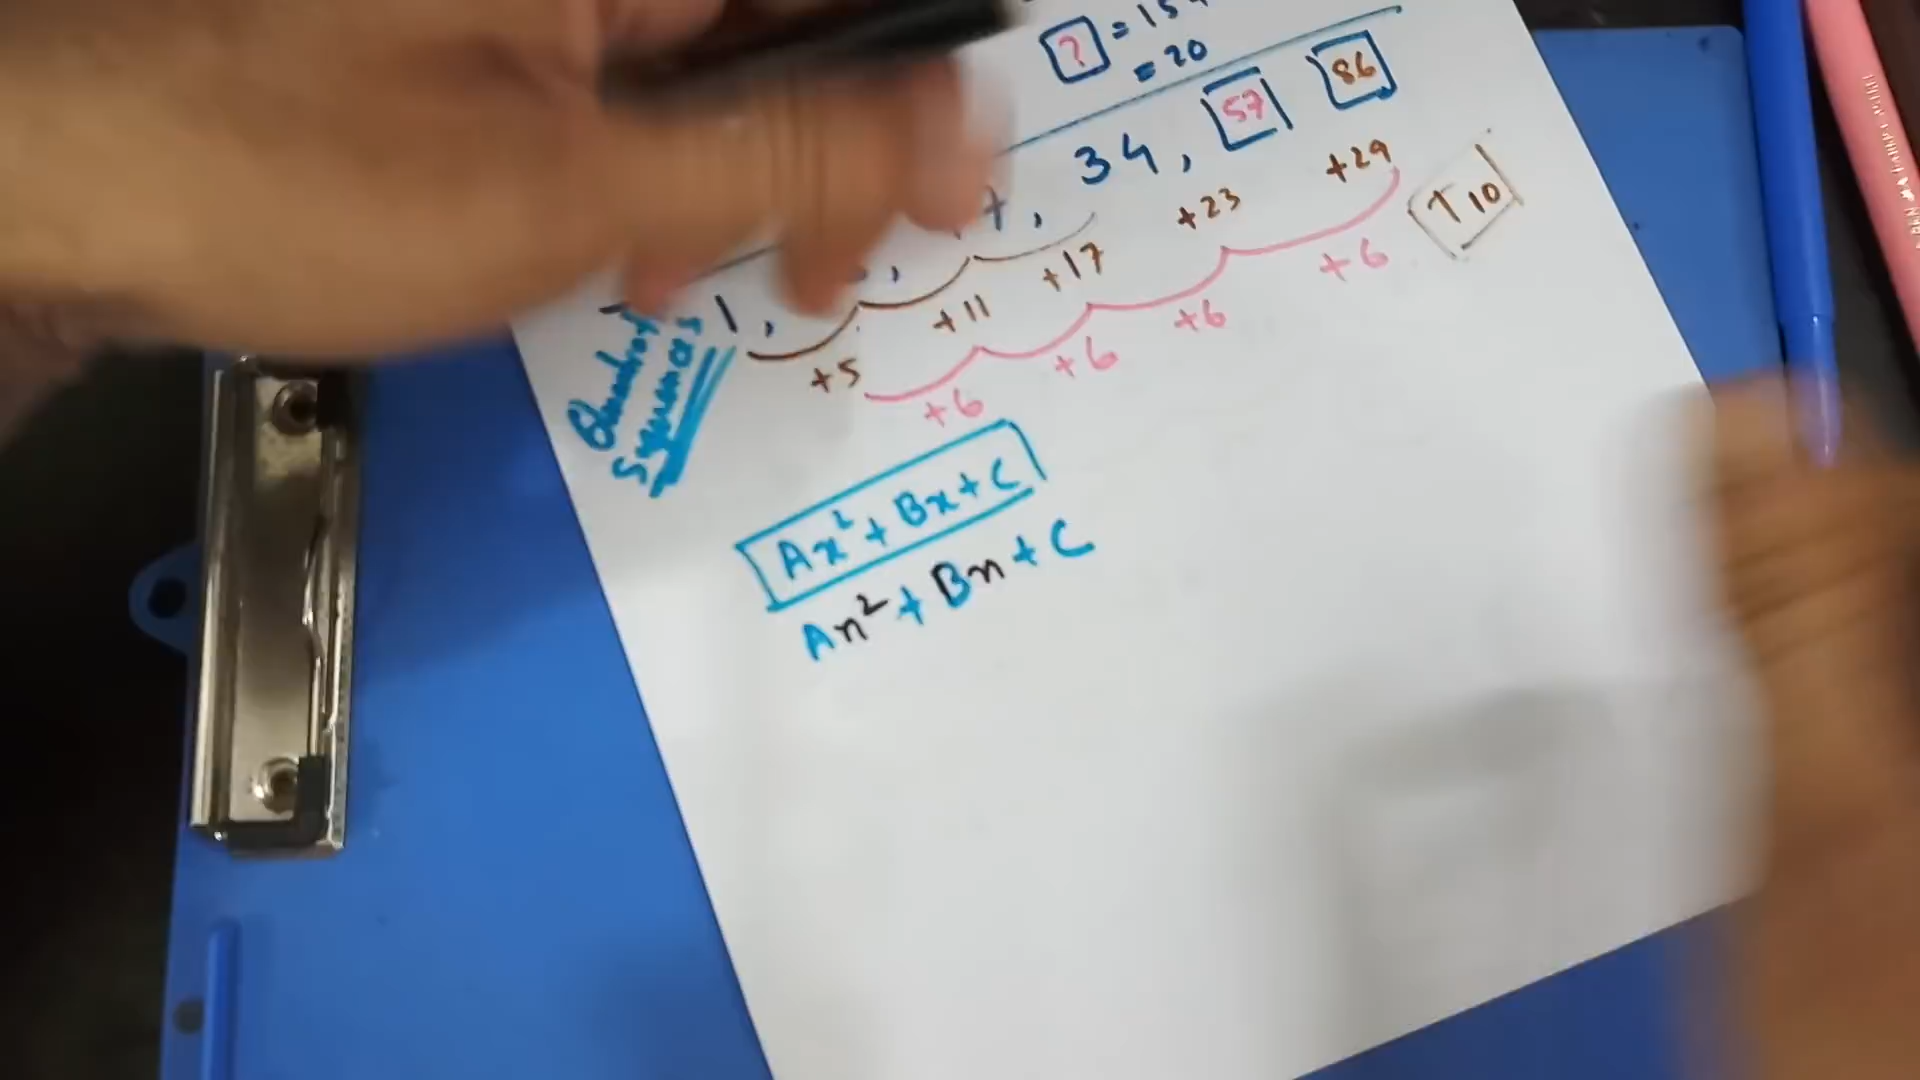 ? = 15
= 20
1, 34, 57 86
+5 +11 +17 +23 +29
+6 +6 +6 +6
T10
Quadratic
Sequences
Ax² + Bx + C
An² + Bn + C